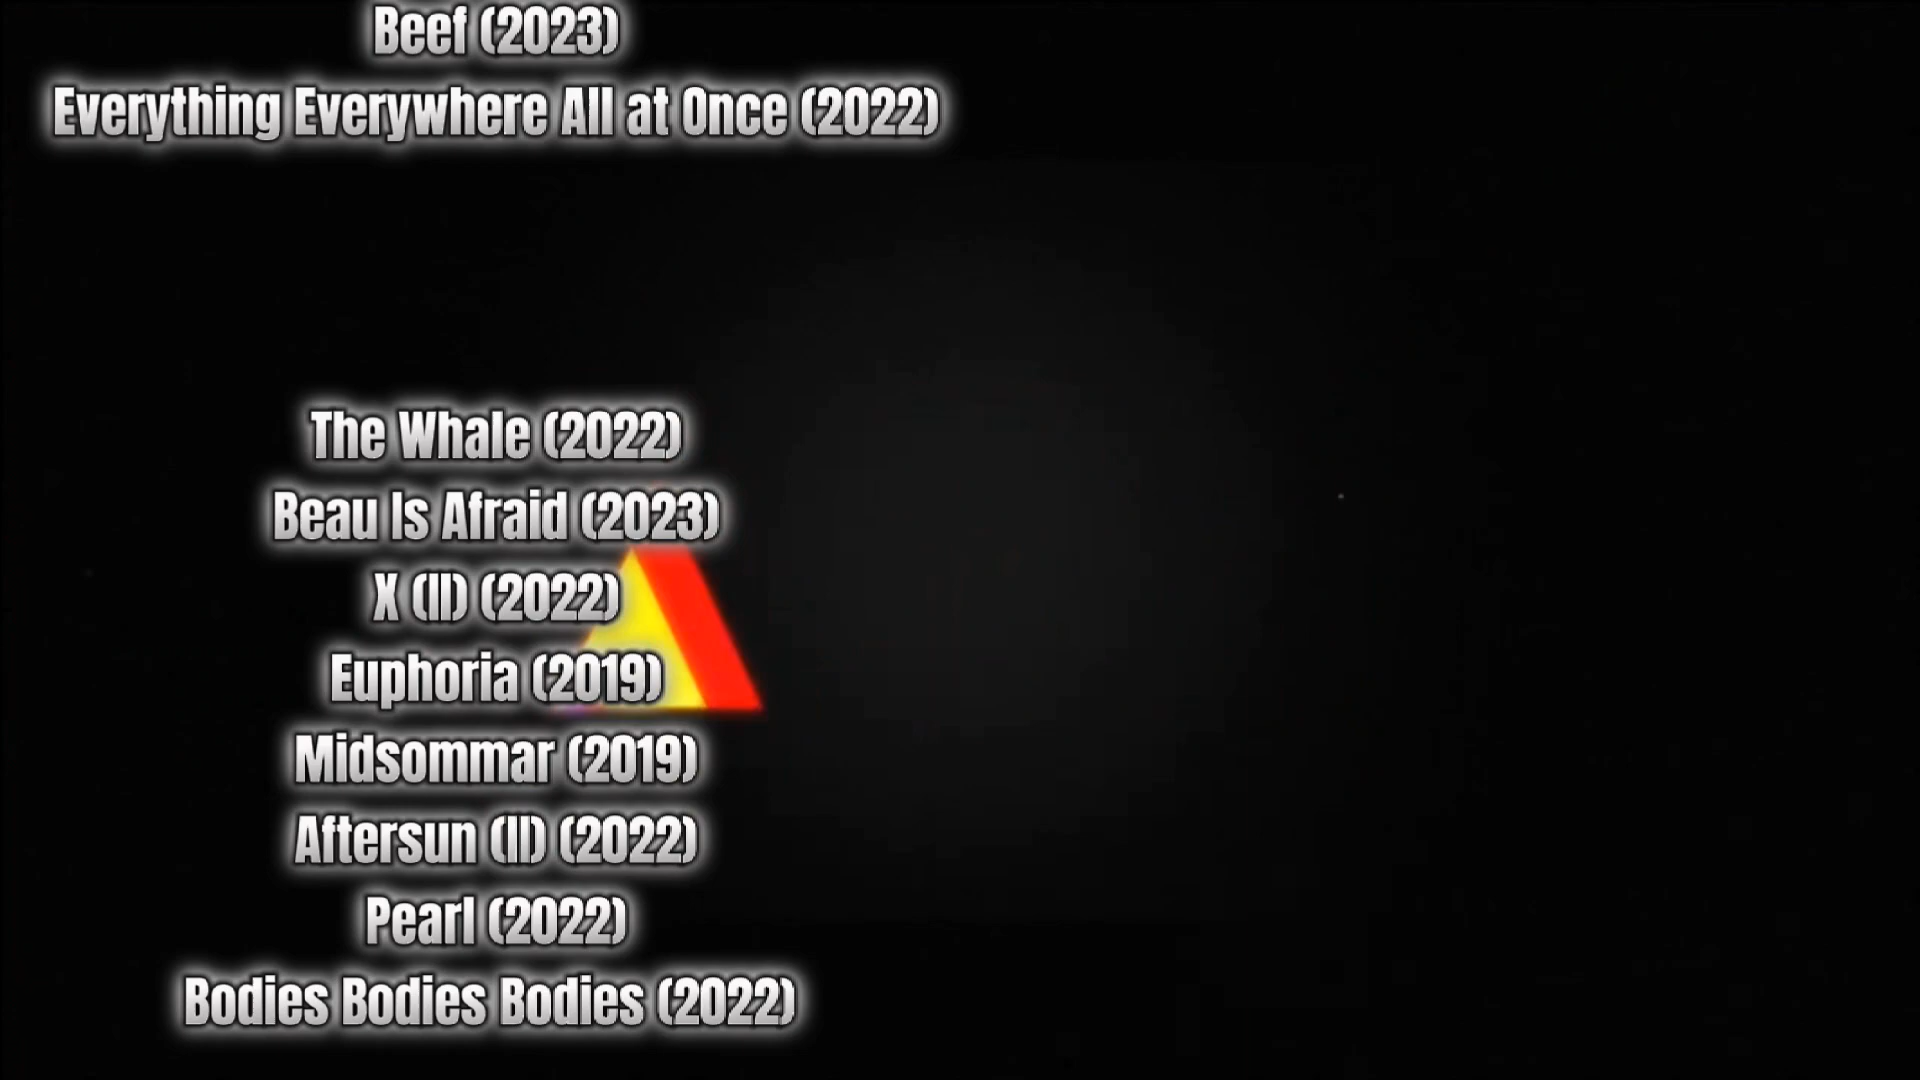 Beef (2023)
Everything Everywhere All at Once (2022)
The Whale (2022)
Beau Is Afraid (2023)
X (II) (2022)
Euphoria (2019)
Midsommar (2019)
Aftersun (II) (2022)
Pearl (2022)
Bodies Bodies Bodies (2022)